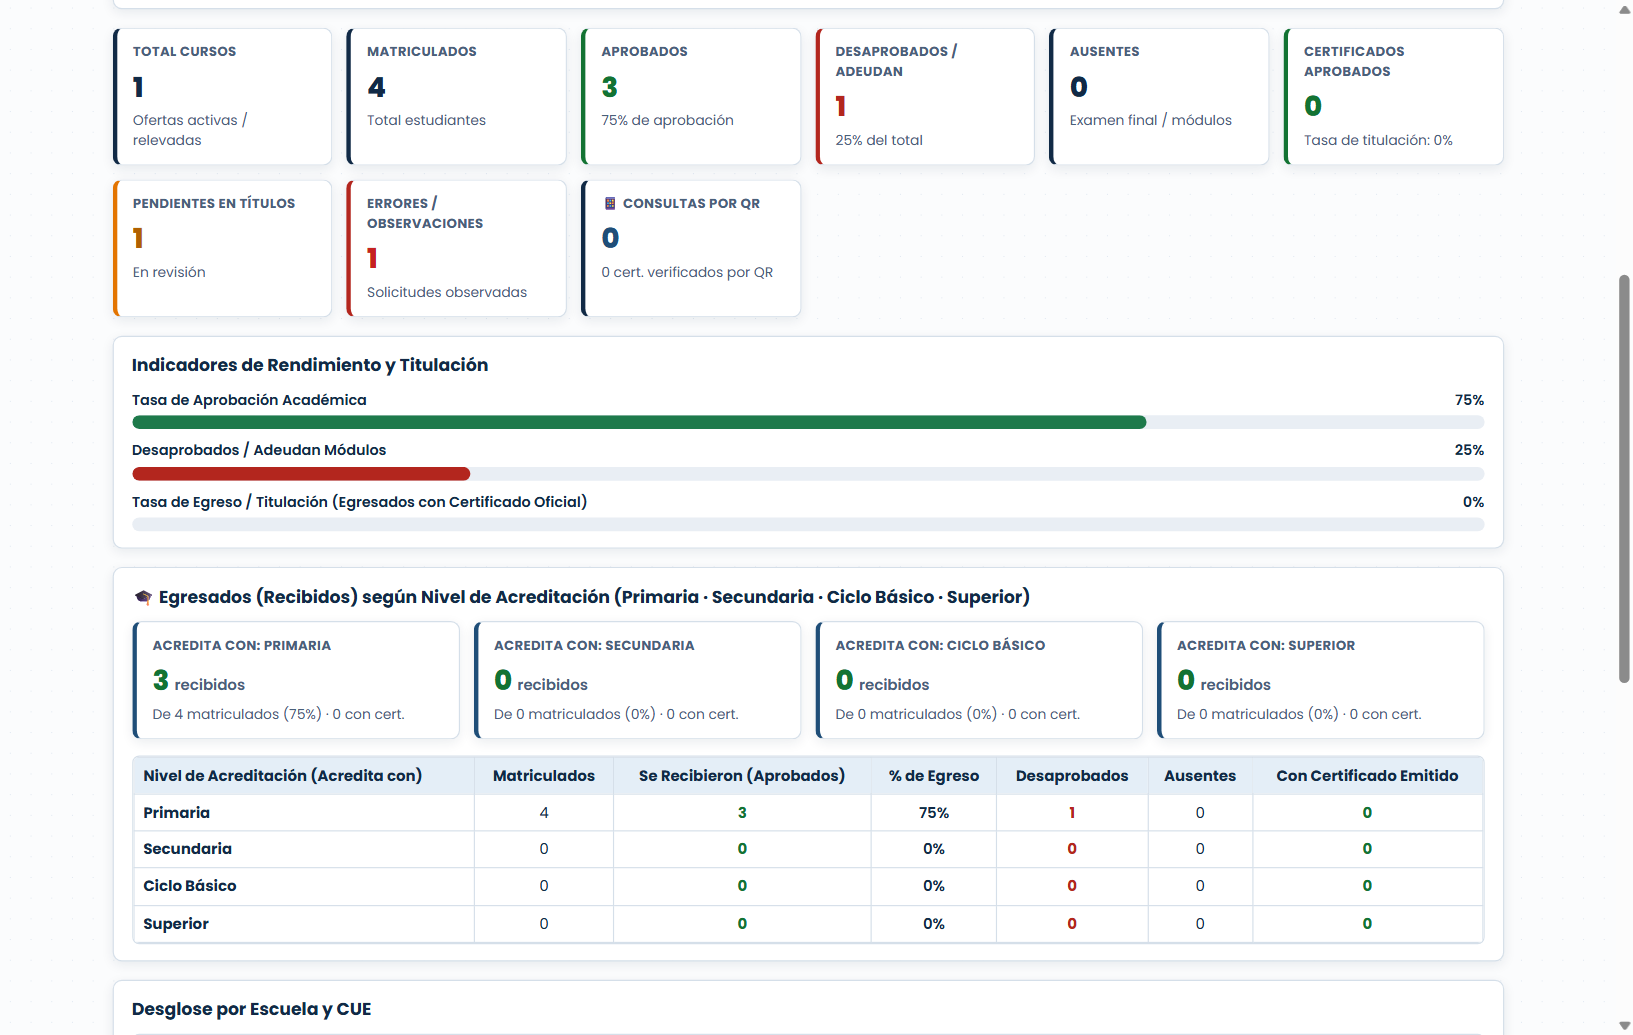 TOTAL CURSOS
1
Ofertas activas /
relevadas
MATRICULADOS
4
Total estudiantes
APROBADOS
3
75% de aprobación
DESAPROBADOS /
ADEUDAN
1
25% del total
AUSENTES
0
Examen final / módulos
CERTIFICADOS
APROBADOS
0
Tasa de titulación: 0%
PENDIENTES EN TÍTULOS
1
En revisión
ERRORES /
OBSERVACIONES
1
Solicitudes observadas
CONSULTAS POR QR
0
0 cert. verificados por QR
Indicadores de Rendimiento y Titulación
Tasa de Aprobación Académica 75%
Desaprobados / Adeudan Módulos 25%
Tasa de Egreso / Titulación (Egresados con Certificado Oficial) 0%
Egresados (Recibidos) según Nivel de Acreditación (Primaria · Secundaria · Ciclo Básico · Superior)
ACREDITA CON: PRIMARIA
3 recibidos
De 4 matriculados (75%) · 0 con cert.
ACREDITA CON: SECUNDARIA
0 recibidos
De 0 matriculados (0%) · 0 con cert.
ACREDITA CON: CICLO BÁSICO
0 recibidos
De 0 matriculados (0%) · 0 con cert.
ACREDITA CON: SUPERIOR
0 recibidos
De 0 matriculados (0%) · 0 con cert.
Nivel de Acreditación (Acredita con) Matriculados Se Recibieron (Aprobados) % de Egreso Desaprobados Ausentes Con Certificado Emitido
Primaria 4 3 75% 1 0 0
Secundaria 0 0 0% 0 0 0
Ciclo Básico 0 0 0% 0 0 0
Superior 0 0 0% 0 0 0
Desglose por Escuela y CUE